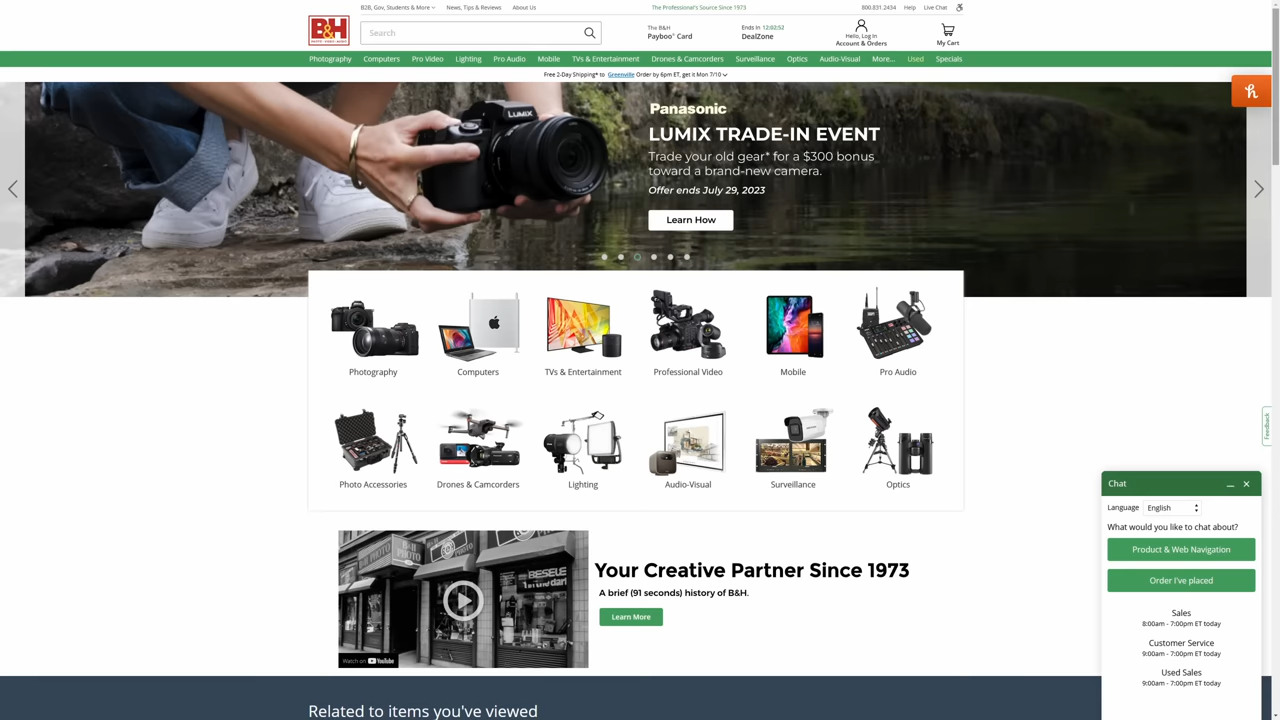 B2B, Gov, Students & More
News, Tips & Reviews
About Us
The Professional's Source Since 1973
800.831.2434
Help
Live Chat
B&H
PHOTO VIDEO AUDIO
Search
The B&H
Payboo® Card
Ends In 12:02:52
DealZone
Hello, Log In
Account & Orders
My Cart
Photography Computers Pro Video Lighting Pro Audio Mobile TVs & Entertainment Drones & Camcorders Surveillance Optics Audio-Visual More... Used Specials
Free 2-Day Shipping* to Greenville Order by 6pm ET, get it Mon 7/10
LUMIX
Panasonic
LUMIX TRADE-IN EVENT
Trade your old gear* for a $300 bonus
toward a brand-new camera.
Offer ends July 29, 2023
Learn How
Photography
Computers
TVs & Entertainment
Professional Video
Mobile
Pro Audio
Photo Accessories
Drones & Camcorders
Lighting
Audio-Visual
Surveillance
Optics
Feedback
B&H PHOTO
BESELER
Watch on YouTube
Your Creative Partner Since 1973
A brief (91 seconds) history of B&H.
Learn More
Related to items you've viewed
Chat
Language English
What would you like to chat about?
Product & Web Navigation
Order I've placed
Sales
8:00am - 7:00pm ET today
Customer Service
9:00am - 7:00pm ET today
Used Sales
9:00am - 7:00pm ET today